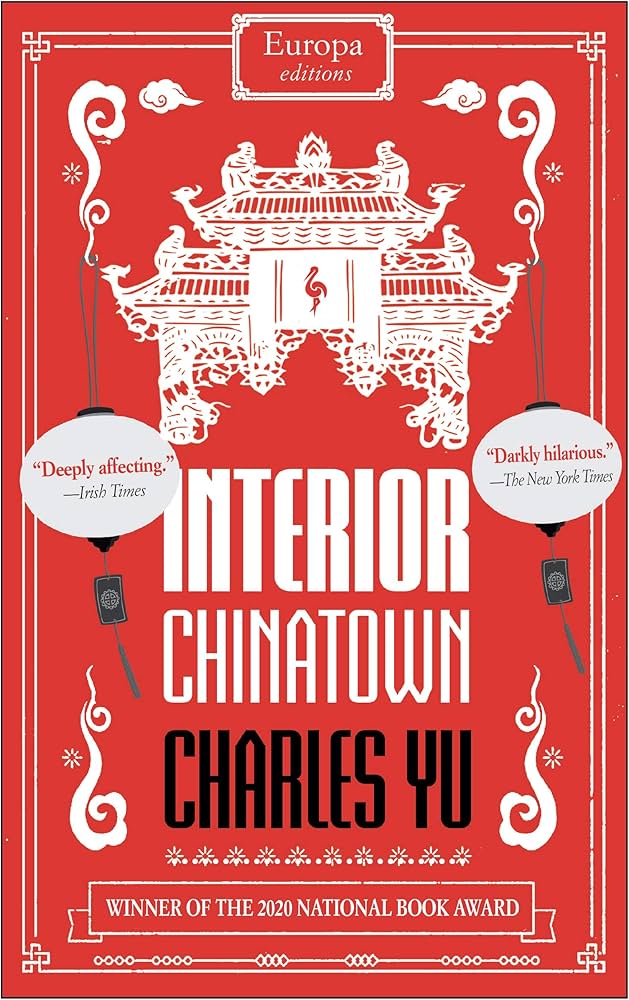 Europa
editions
“Deeply affecting.”
—Irish Times
“Darkly hilarious.”
—The New York Times
INTERIOR
CHINATOWN
CHARLES YU
WINNER OF THE 2020 NATIONAL BOOK AWARD